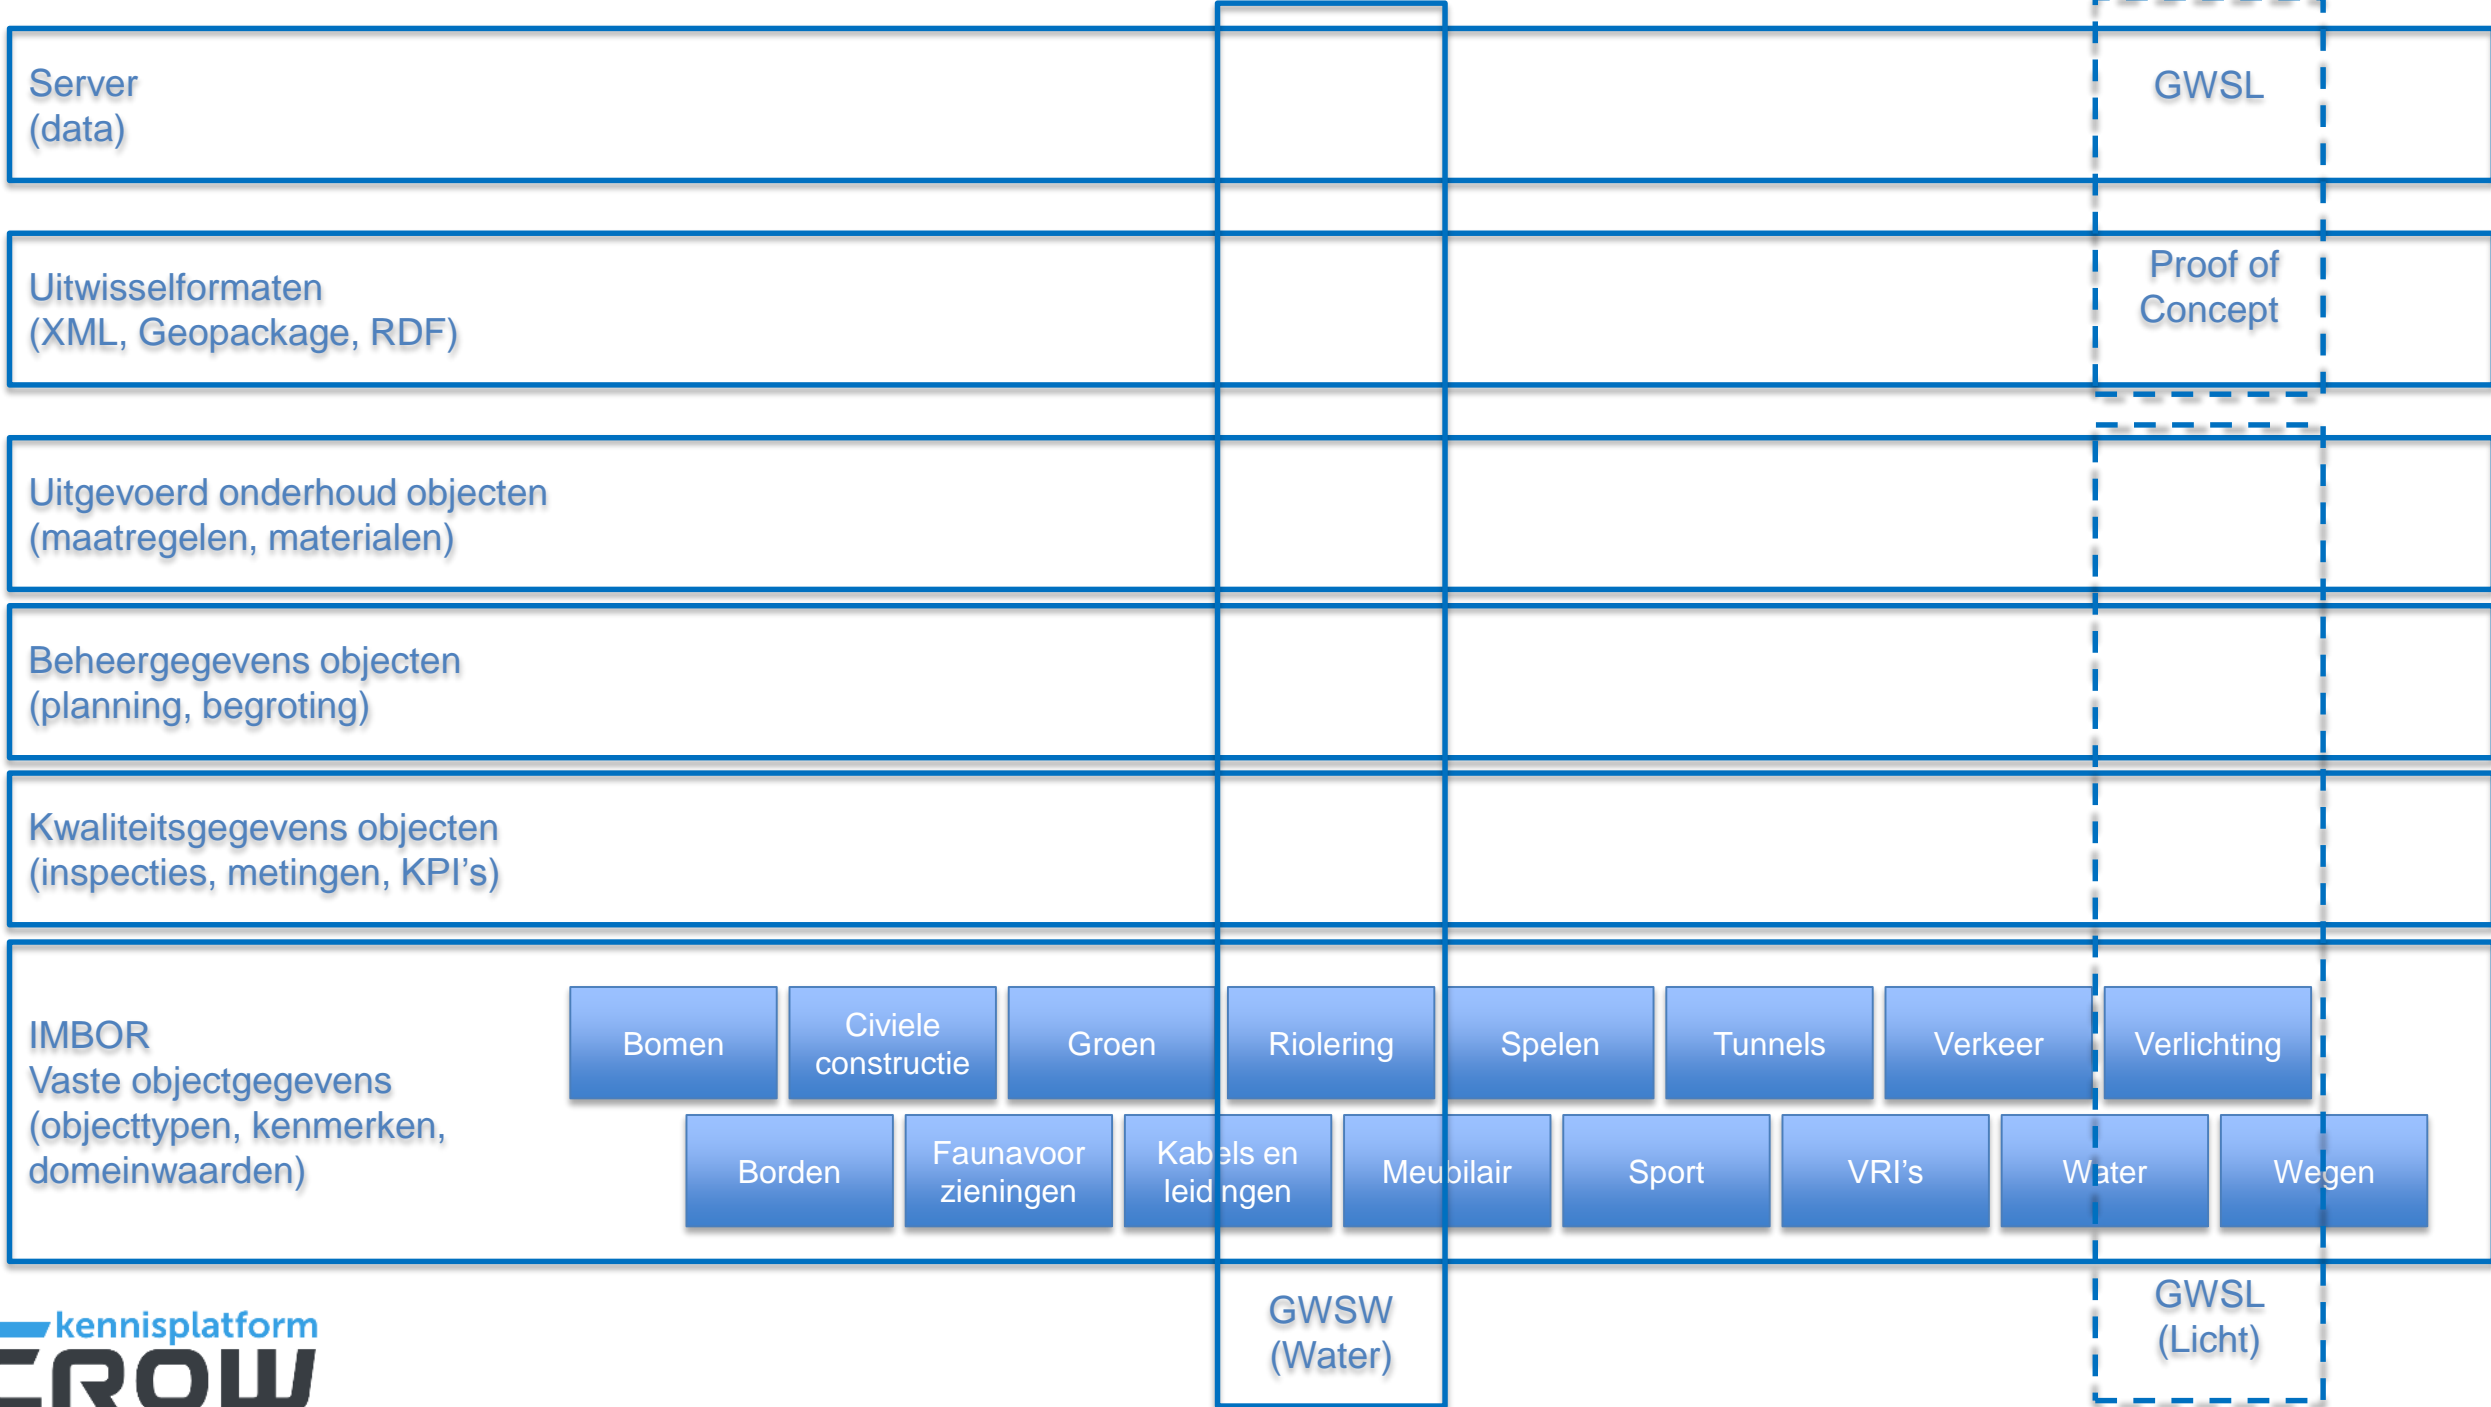 Server
(data)
GWSL
Uitwisselformaten
(XML, Geopackage, RDF)
Proof of
Concept
Uitgevoerd onderhoud objecten
(maatregelen, materialen)
Beheergegevens objecten
(planning, begroting)
Kwaliteitsgegevens objecten
(inspecties, metingen, KPI's)
IMBOR
Vaste objectgegevens
(objecttypen, kenmerken,
domeinwaarden)
Bomen
Civiele
constructie
Groen
Riolering
Spelen
Tunnels
Verkeer
Verlichting
Borden
Faunavoor
zieningen
Kabels en
leidingen
Meubilair
Sport
VRI's
Water
Wegen
GWSW
(Water)
GWSL
(Licht)
kennisplatform
CROW